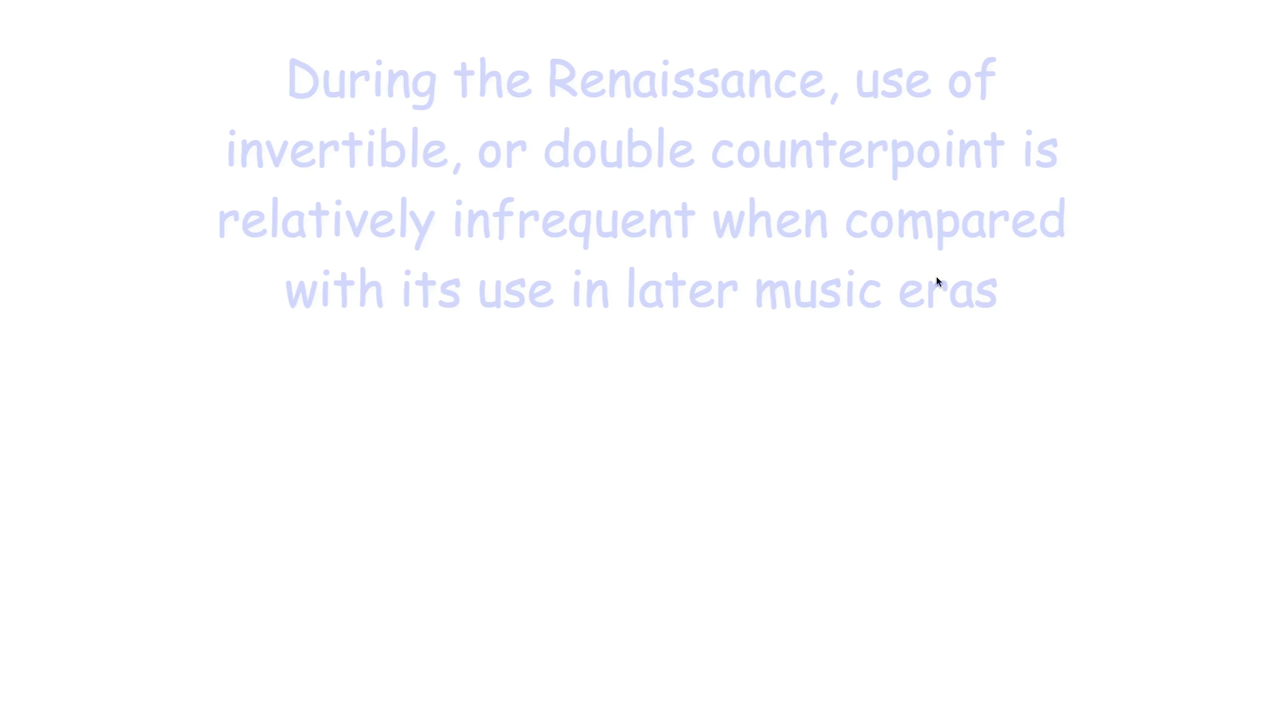 During the Renaissance, use of
invertible, or double counterpoint is
relatively infrequent when compared
with its use in later music eras